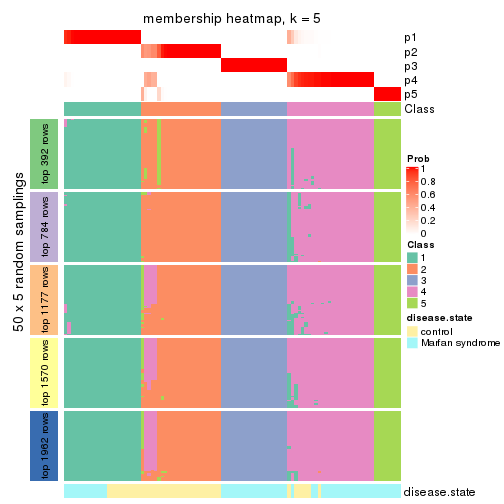 membership heatmap, k = 5
p1
p2
p3
p4
p5
Class
50 x 5 random samplings
top 392 rows
top 784 rows
top 1177 rows
top 1570 rows
top 1962 rows
disease.state
Prob
1
0.8
0.6
0.4
0.2
0
Class
1
2
3
4
5
disease.state
control
Marfan syndrome